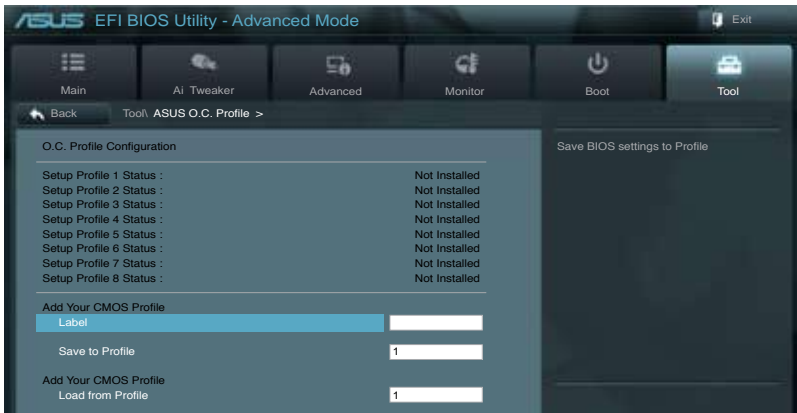 ASUS EFI BIOS Utility - Advanced Mode
Exit
Main Ai Tweaker Advanced Monitor Boot Tool
Back Tool\ ASUS O.C. Profile >
O.C. Profile Configuration
Save BIOS settings to Profile
Setup Profile 1 Status : Not Installed
Setup Profile 2 Status : Not Installed
Setup Profile 3 Status : Not Installed
Setup Profile 4 Status : Not Installed
Setup Profile 5 Status : Not Installed
Setup Profile 6 Status : Not Installed
Setup Profile 7 Status : Not Installed
Setup Profile 8 Status : Not Installed
Add Your CMOS Profile
Label
Save to Profile 1
Add Your CMOS Profile
Load from Profile 1